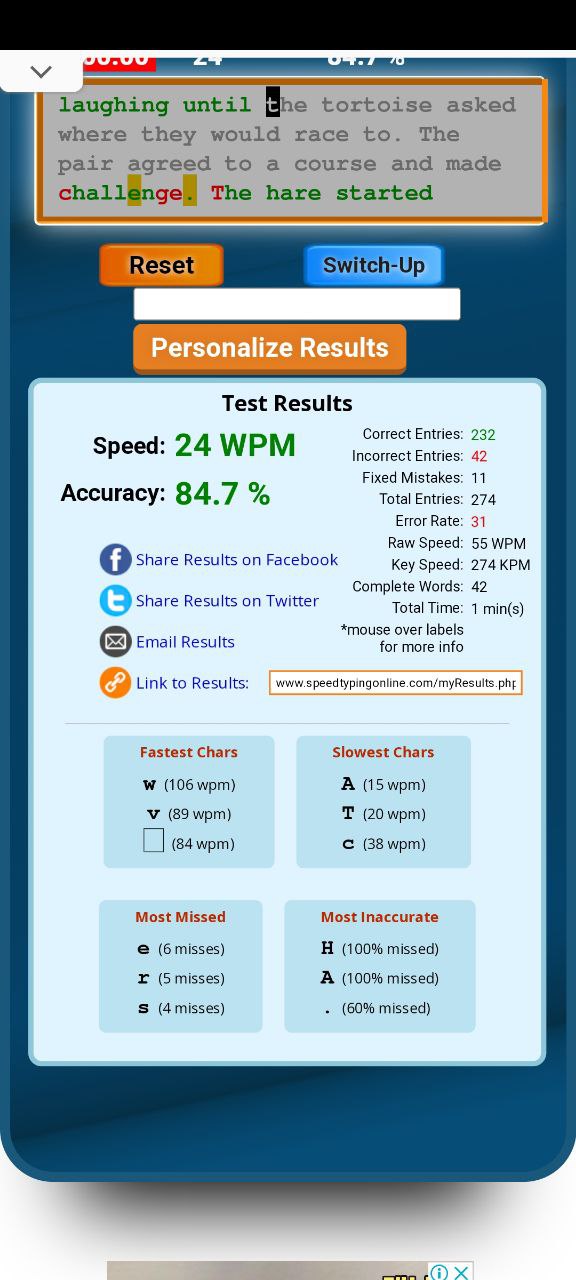 00:00 24 84.7 %
laughing until the tortoise asked
where they would race to. The
pair agreed to a course and made
challenge. The hare started
Reset Switch-Up
Personalize Results
Test Results
Speed: 24 WPM
Accuracy: 84.7 %
Correct Entries: 232
Incorrect Entries: 42
Fixed Mistakes: 11
Total Entries: 274
Error Rate: 31
Raw Speed: 55 WPM
Key Speed: 274 KPM
Complete Words: 42
Total Time: 1 min(s)
*mouse over labels
for more info
Share Results on Facebook
Share Results on Twitter
Email Results
Link to Results: www.speedtypingonline.com/myResults.php
Fastest Chars
w (106 wpm)
v (89 wpm)
(84 wpm)
Slowest Chars
A (15 wpm)
T (20 wpm)
c (38 wpm)
Most Missed
e (6 misses)
r (5 misses)
s (4 misses)
Most Inaccurate
H (100% missed)
A (100% missed)
. (60% missed)